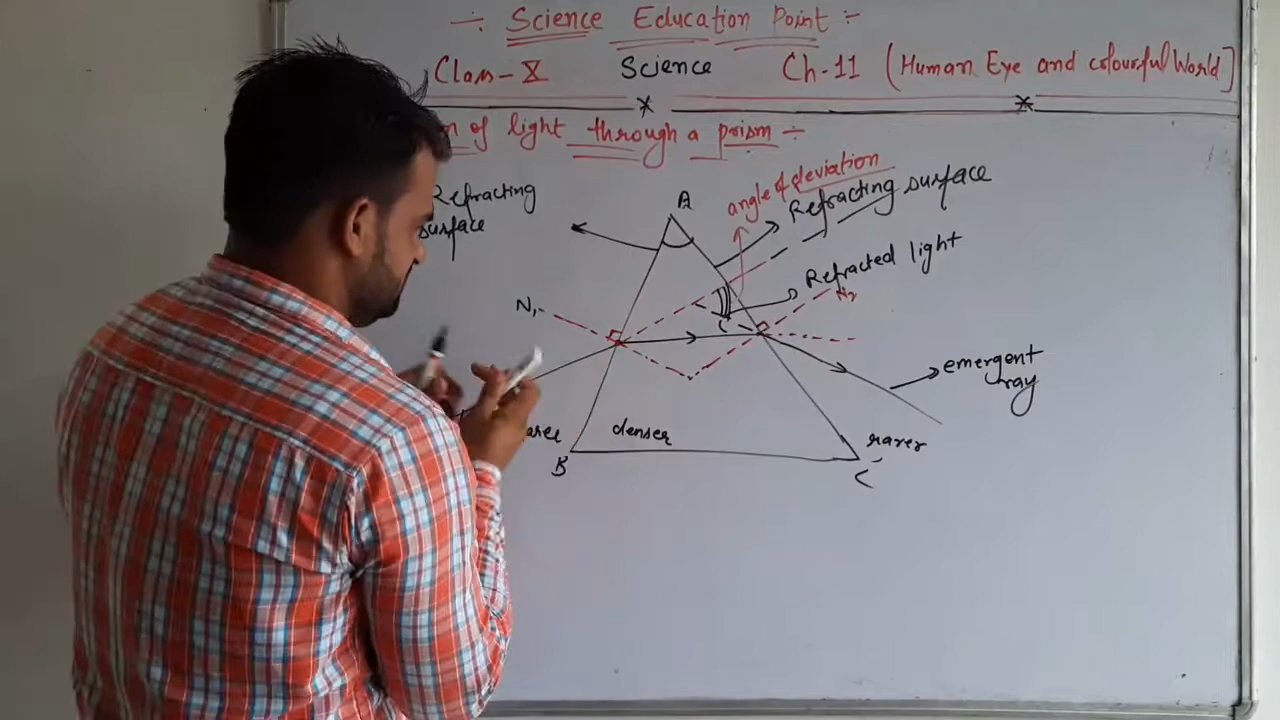 ÷ Science Education Point ÷
Class-X Science Ch-11 (Human Eye and colourful World]
of light through a prism ÷
angle of deviation
Refracting surface
A
Refracting surface
Refracted light
N1
N2
emergent ray
denser
rarer
B
C